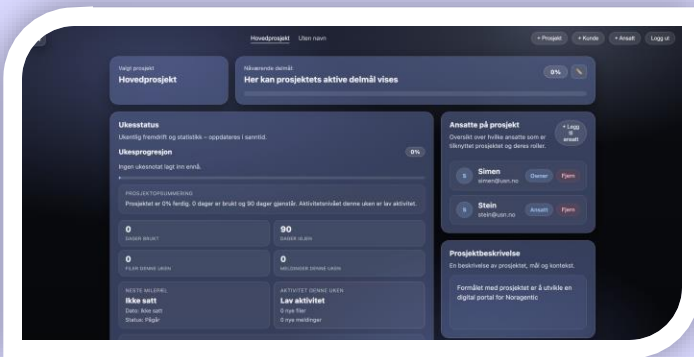 Hovedprosjekt Uten navn
+ Prosjekt + Kunde + Ansatt Logg ut
Valgt prosjekt
Hovedprosjekt
Nåværende delmål:
Her kan prosjektets aktive delmål vises
0%
Ukesstatus
Ukentlig fremdrift og statistikk – oppdateres i sanntid.
Ukesprogresjon
0%
Ingen ukesnotat lagt inn ennå.
PROSJEKTOPPSUMMERING
Prosjektet er 0% ferdig. 0 dager er brukt og 90 dager gjenstår. Aktivitetsnivået denne uken er lav aktivitet.
0
DAGER BRUKT
90
DAGER IGJEN
0
FILER DENNE UKEN
0
MELDINGER DENNE UKEN
NESTE MILEPÆL
Ikke satt
Dato: Ikke satt
Status: Pågår
AKTIVITET DENNE UKEN
Lav aktivitet
0 nye filer
0 nye meldinger
Ansatte på prosjekt
Oversikt over hvilke ansatte som er
tilknyttet prosjektet og deres roller.
+ Legg
til
ansatt
S
Simen
simen@usn.no
Owner Fjern
S
Stein
stein@usn.no
Ansatt Fjern
Prosjektbeskrivelse
En beskrivelse av prosjektet, mål og kontekst.
Formålet med prosjektet er å utvikle en
digital portal for Noragentic